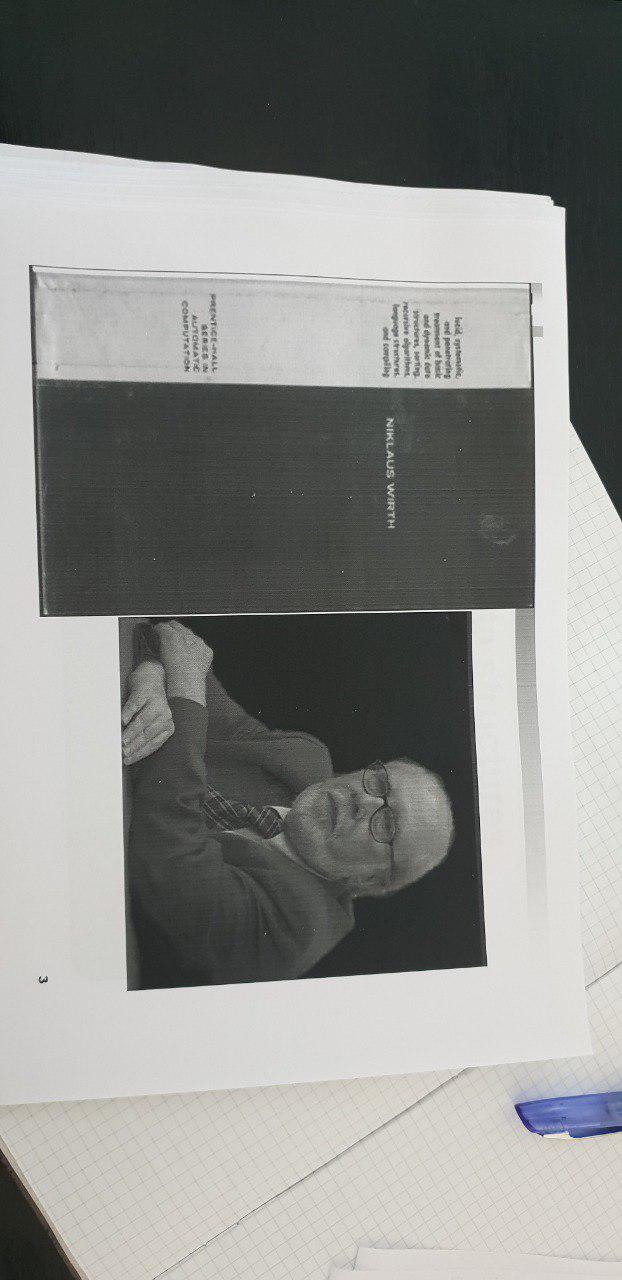 lucid, systematic,
and penetrating
treatment of basic
and dynamic data
structures, sorting,
recursive algorithms,
language structures,
and compiling
NIKLAUS WIRTH
PRENTICE-HALL
SERIES IN
AUTOMATIC
COMPUTATION
3